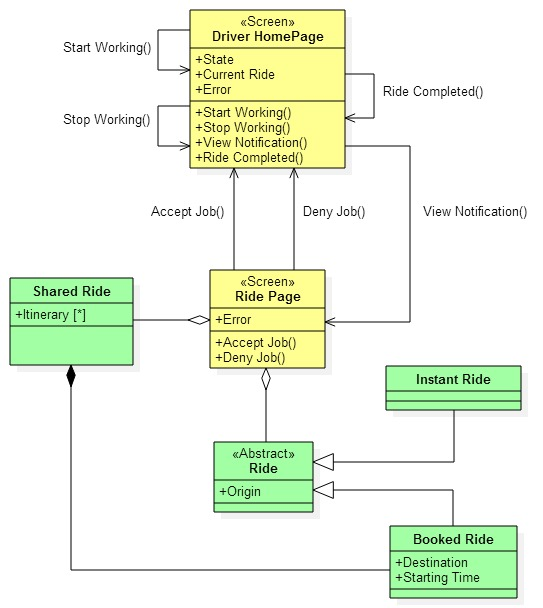 «Screen»
Driver HomePage
+State
+Current Ride
+Error
+Start Working()
+Stop Working()
+View Notification()
+Ride Completed()
Start Working()
Stop Working()
Ride Completed()
Accept Job()
Deny Job()
View Notification()
«Screen»
Ride Page
+Error
+Accept Job()
+Deny Job()
Shared Ride
+Itinerary [*]
Instant Ride
«Abstract»
Ride
+Origin
Booked Ride
+Destination
+Starting Time